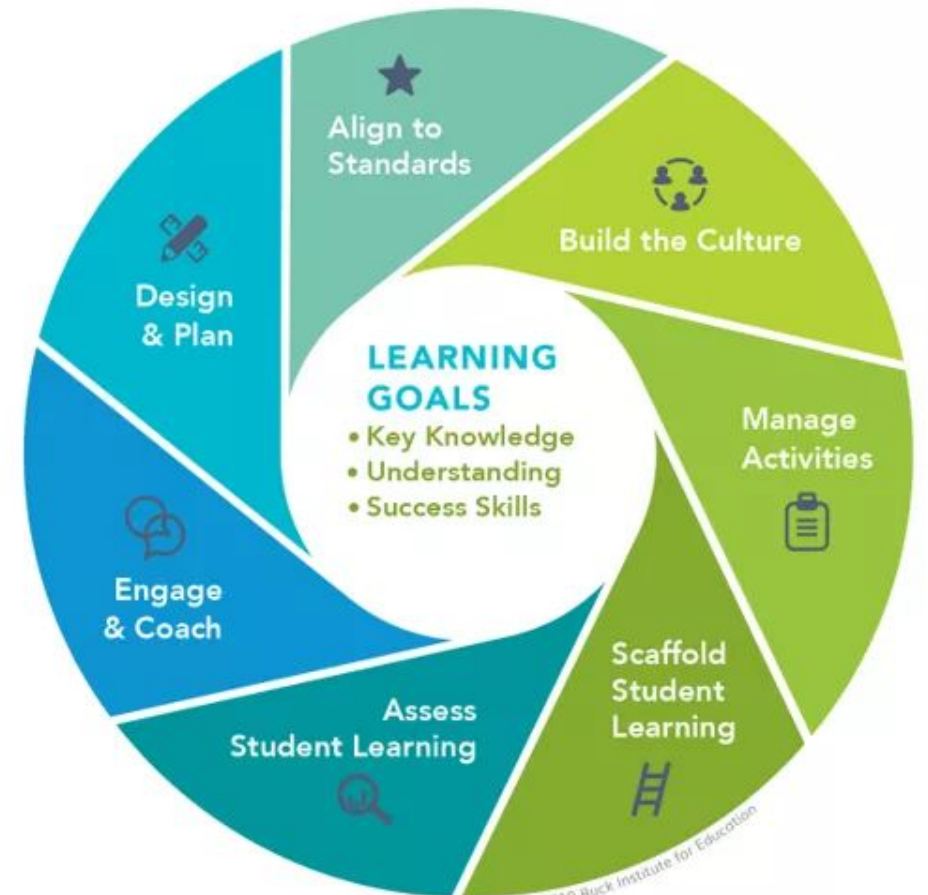 Align to
Standards
Build the Culture
Design
& Plan
LEARNING
GOALS
• Key Knowledge
• Understanding
• Success Skills
Manage
Activities
Engage
& Coach
Scaffold
Student
Learning
Assess
Student Learning
Buck Institute for Education